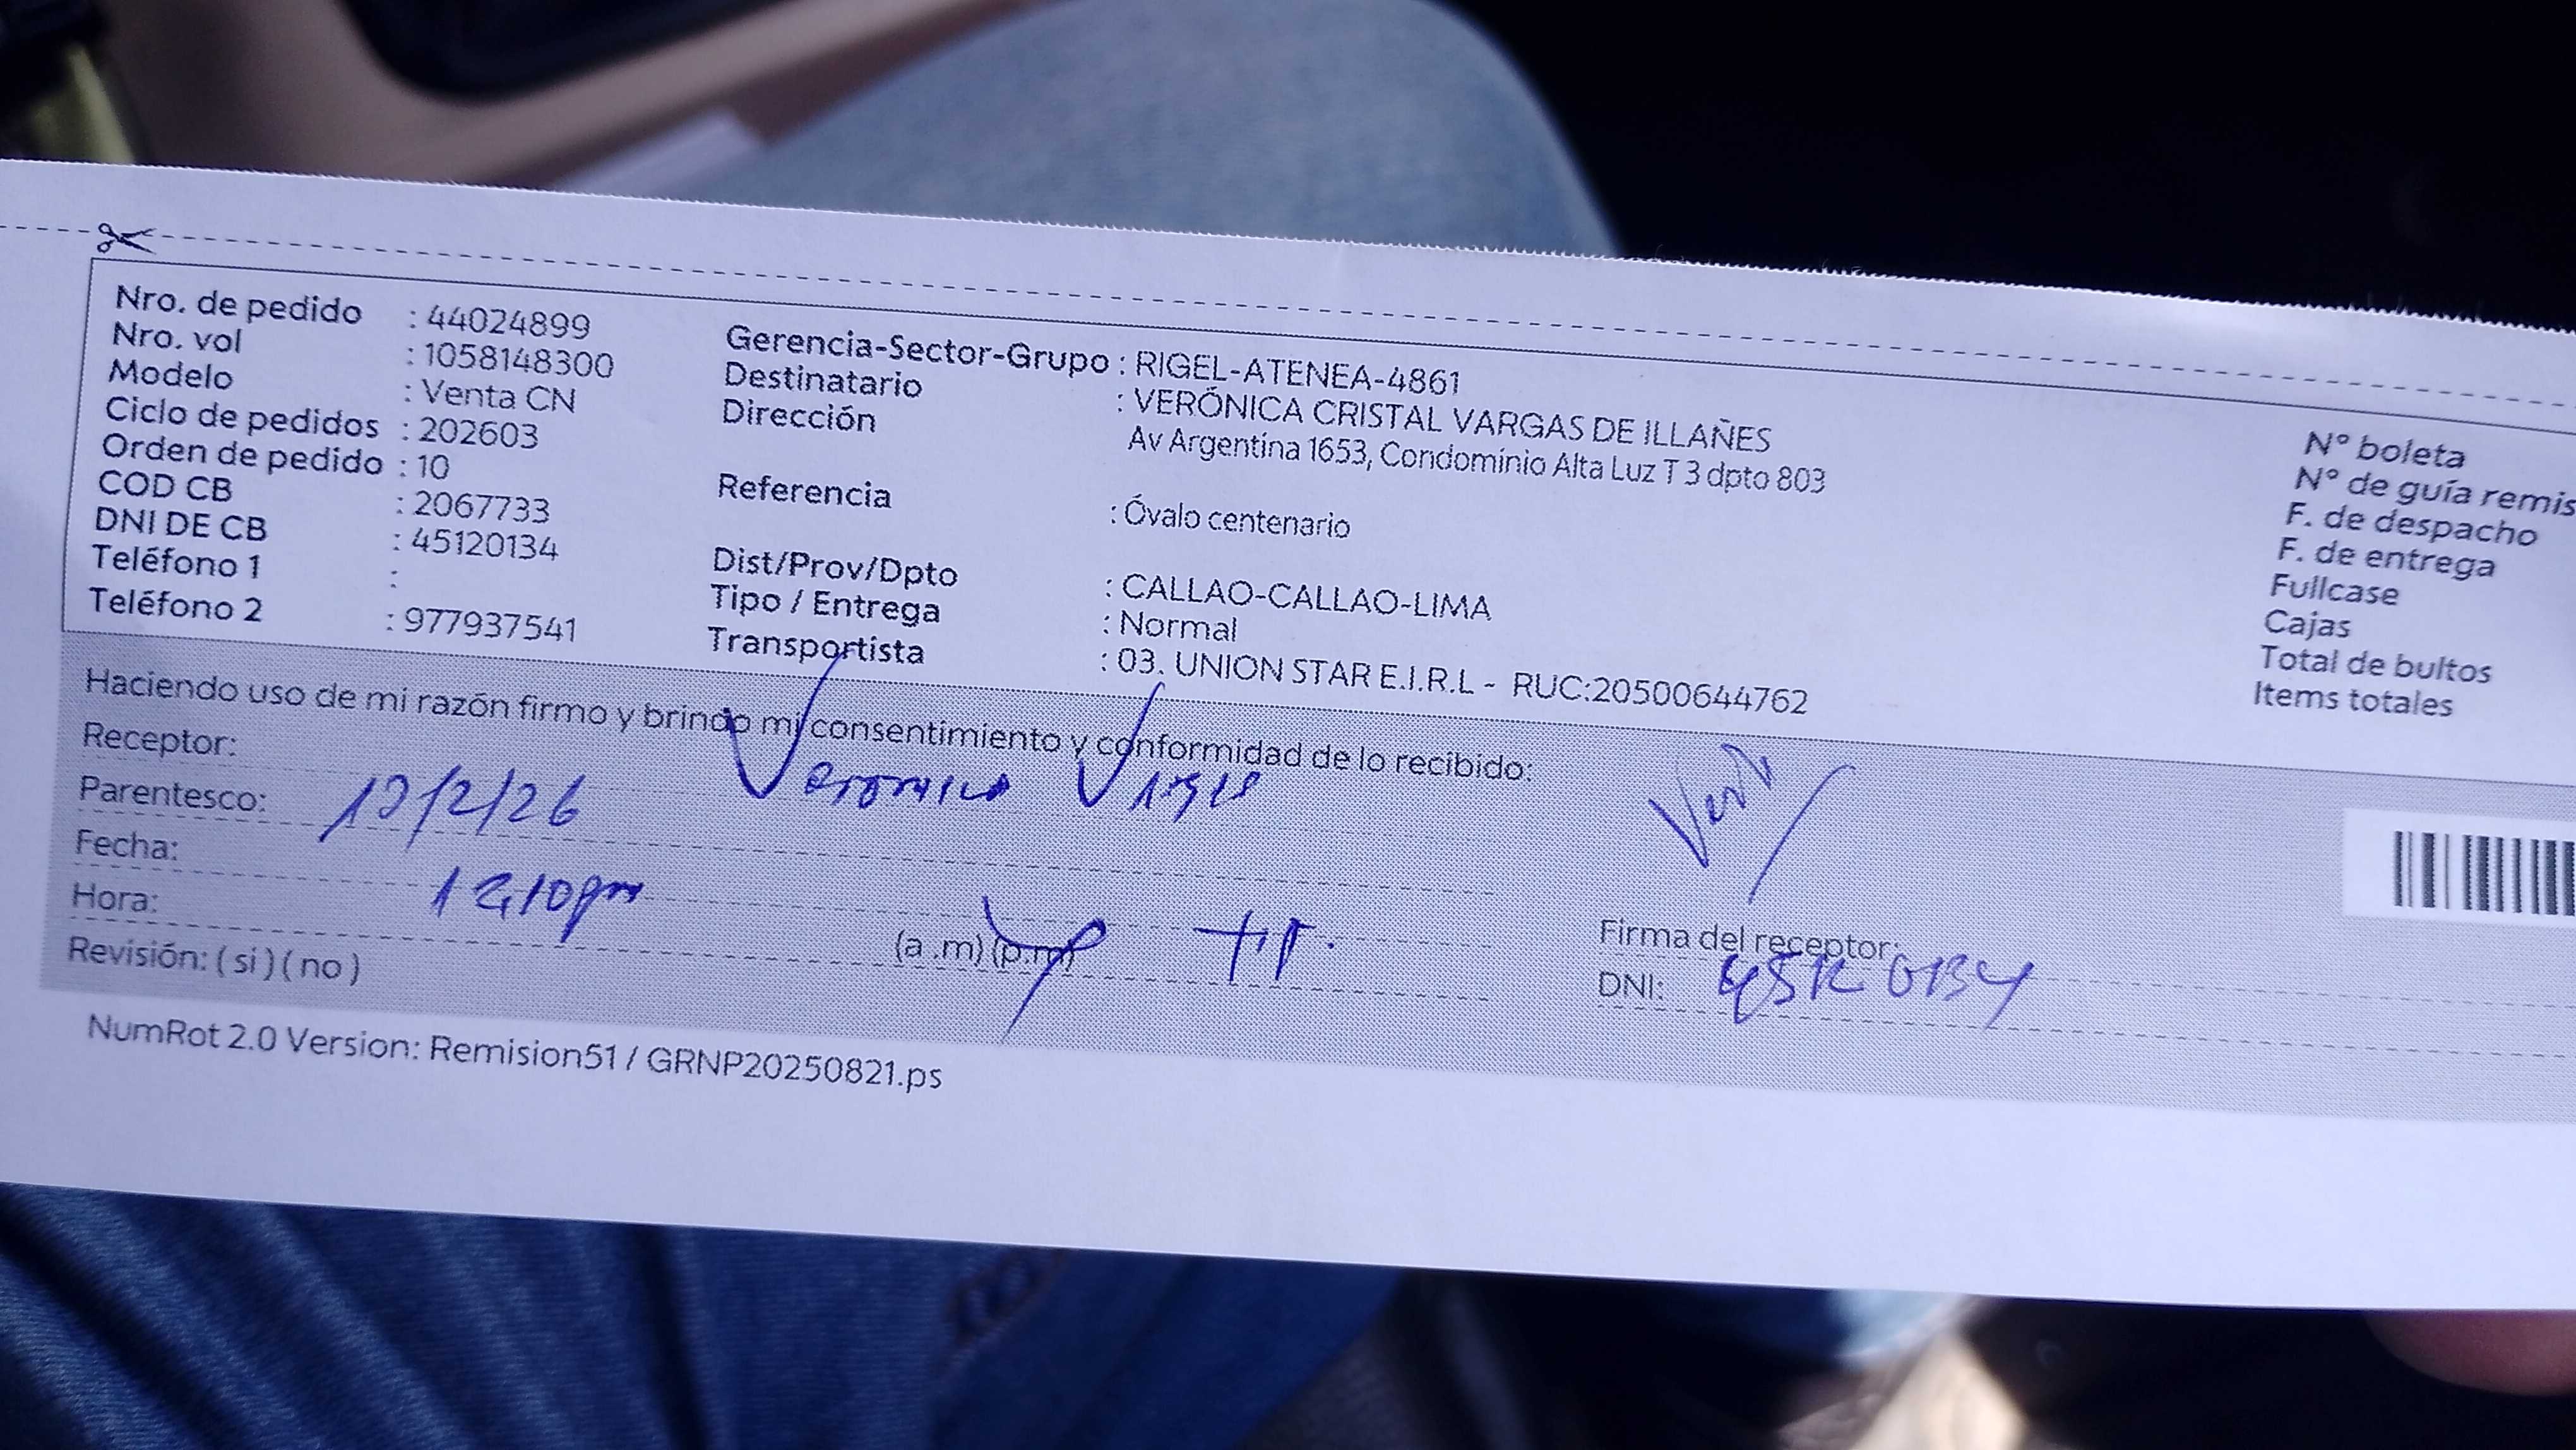 Nro. de pedido : 44024899
Nro. vol : 1058148300
Modelo : Venta CN
Ciclo de pedidos : 202603
Orden de pedido : 10
COD CB : 2067733
DNI DE CB : 45120134
Teléfono 1 :
Teléfono 2 : 977937541
Gerencia-Sector-Grupo : RIGEL-ATENEA-4861
Destinatario : VERÓNICA CRISTAL VARGAS DE ILLAÑES
Dirección Av Argentina 1653, Condominio Alta Luz T 3 dpto 803
Referencia : Óvalo centenario
Dist/Prov/Dpto : CALLAO-CALLAO-LIMA
Tipo / Entrega : Normal
Transportista : 03. UNION STAR E.I.R.L - RUC:20500644762
N° boleta
N° de guía remis
F. de despacho
F. de entrega
Fullcase
Cajas
Total de bultos
Items totales
Haciendo uso de mi razón firmo y brindo mi consentimiento y conformidad de lo recibido:
Receptor: Veronica
Parentesco:
Fecha:
Hora: (a.m) (p.m)
Revisión: ( si ) ( no )
Firma del receptor:
DNI:
NumRot 2.0 Version: Remision51 / GRNP20250821.ps